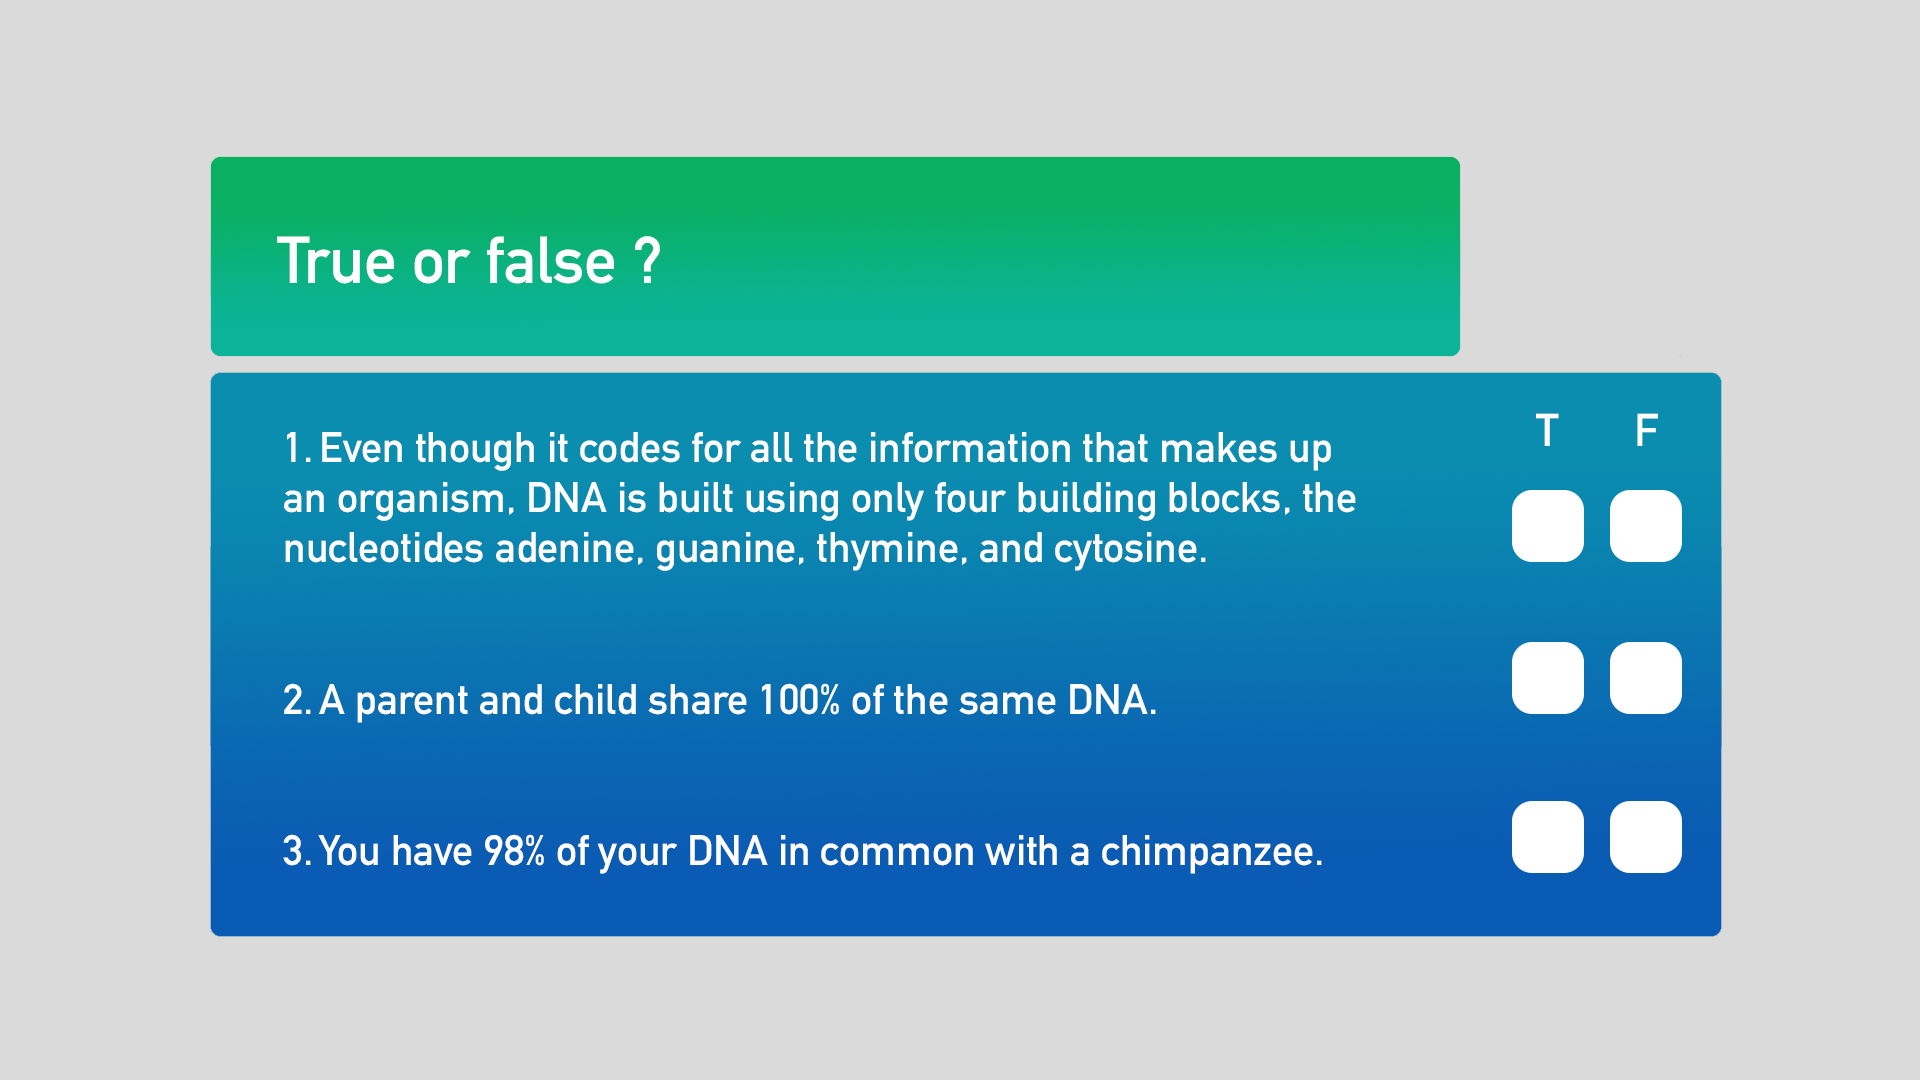 True or false ?
T F
1. Even though it codes for all the information that makes up
an organism, DNA is built using only four building blocks, the
nucleotides adenine, guanine, thymine, and cytosine.
2. A parent and child share 100% of the same DNA.
3. You have 98% of your DNA in common with a chimpanzee.